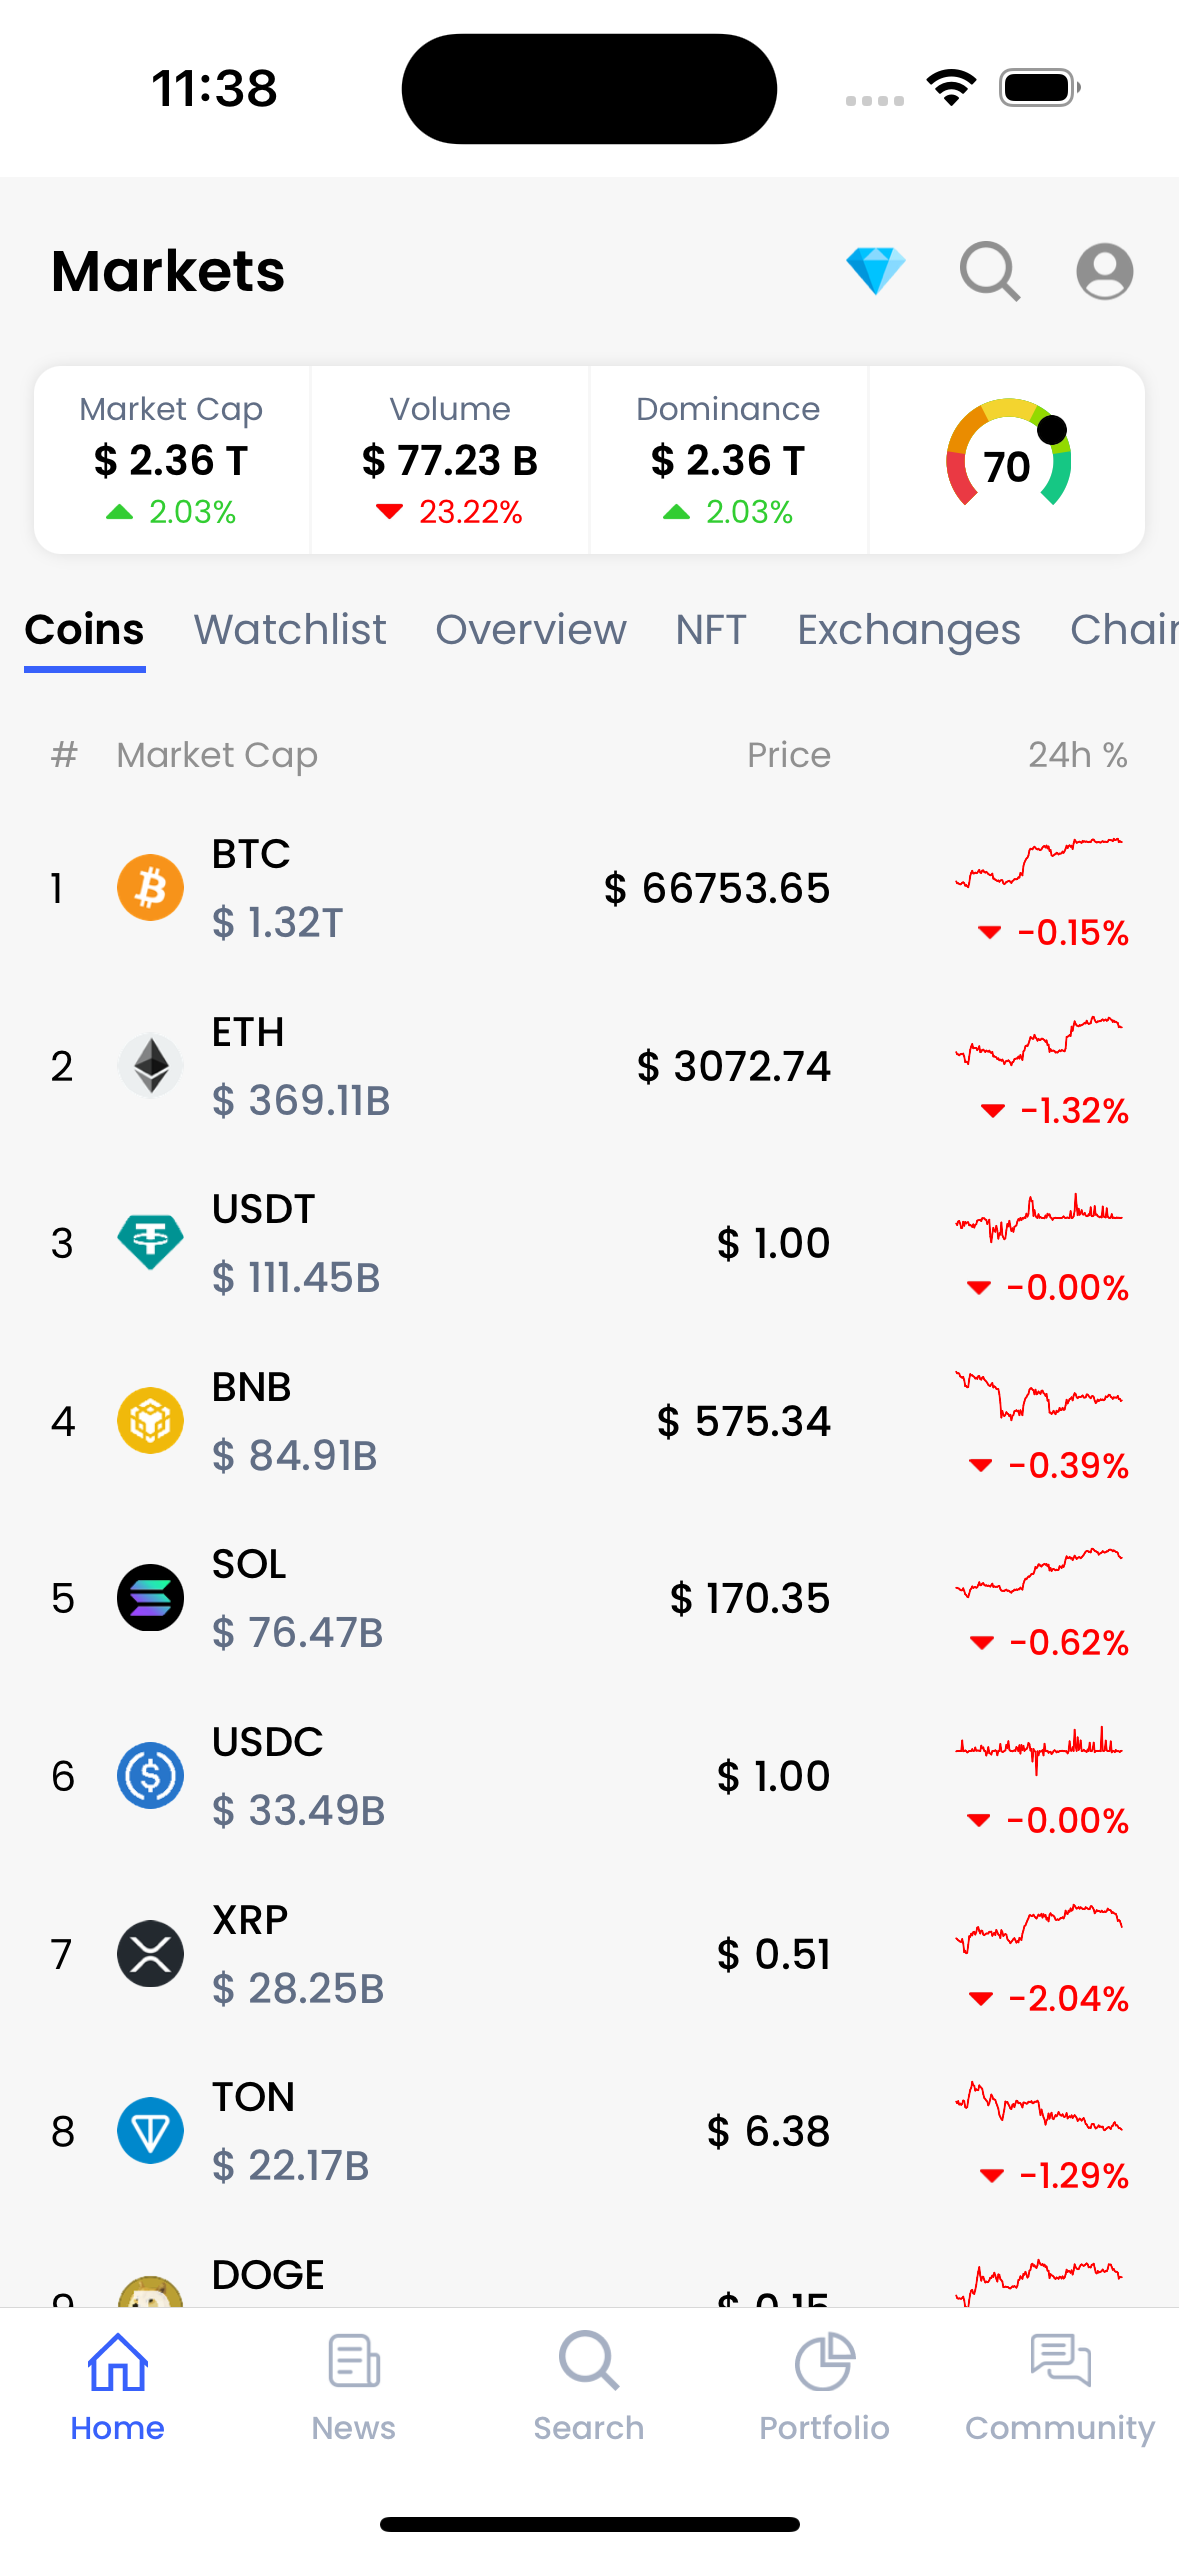 11:38
Markets
Market Cap Volume Dominance
$ 2.36 T $ 77.23 B $ 2.36 T 70
2.03% 23.22% 2.03%
Coins Watchlist Overview NFT Exchanges
# Market Cap Price 24h %
BTC
1 $ 66753.65
$ 1.32T -0.15%
ETH
2 $ 3072.74
$ 369.11B -1.32%
USDT
3 $ 1.00
$ 111.45B -0.00%
BNB
4 $ 575.34
$ 84.91B -0.39%
SOL
5 $ 170.35
$ 76.47B -0.62%
USDC
6 $ 1.00
$ 33.49B -0.00%
XRP
7 $ 0.51
$ 28.25B -2.04%
TON
8 $ 6.38
$ 22.17B -1.29%
DOGE
9 $ 0.15
Home News Search Portfolio Community